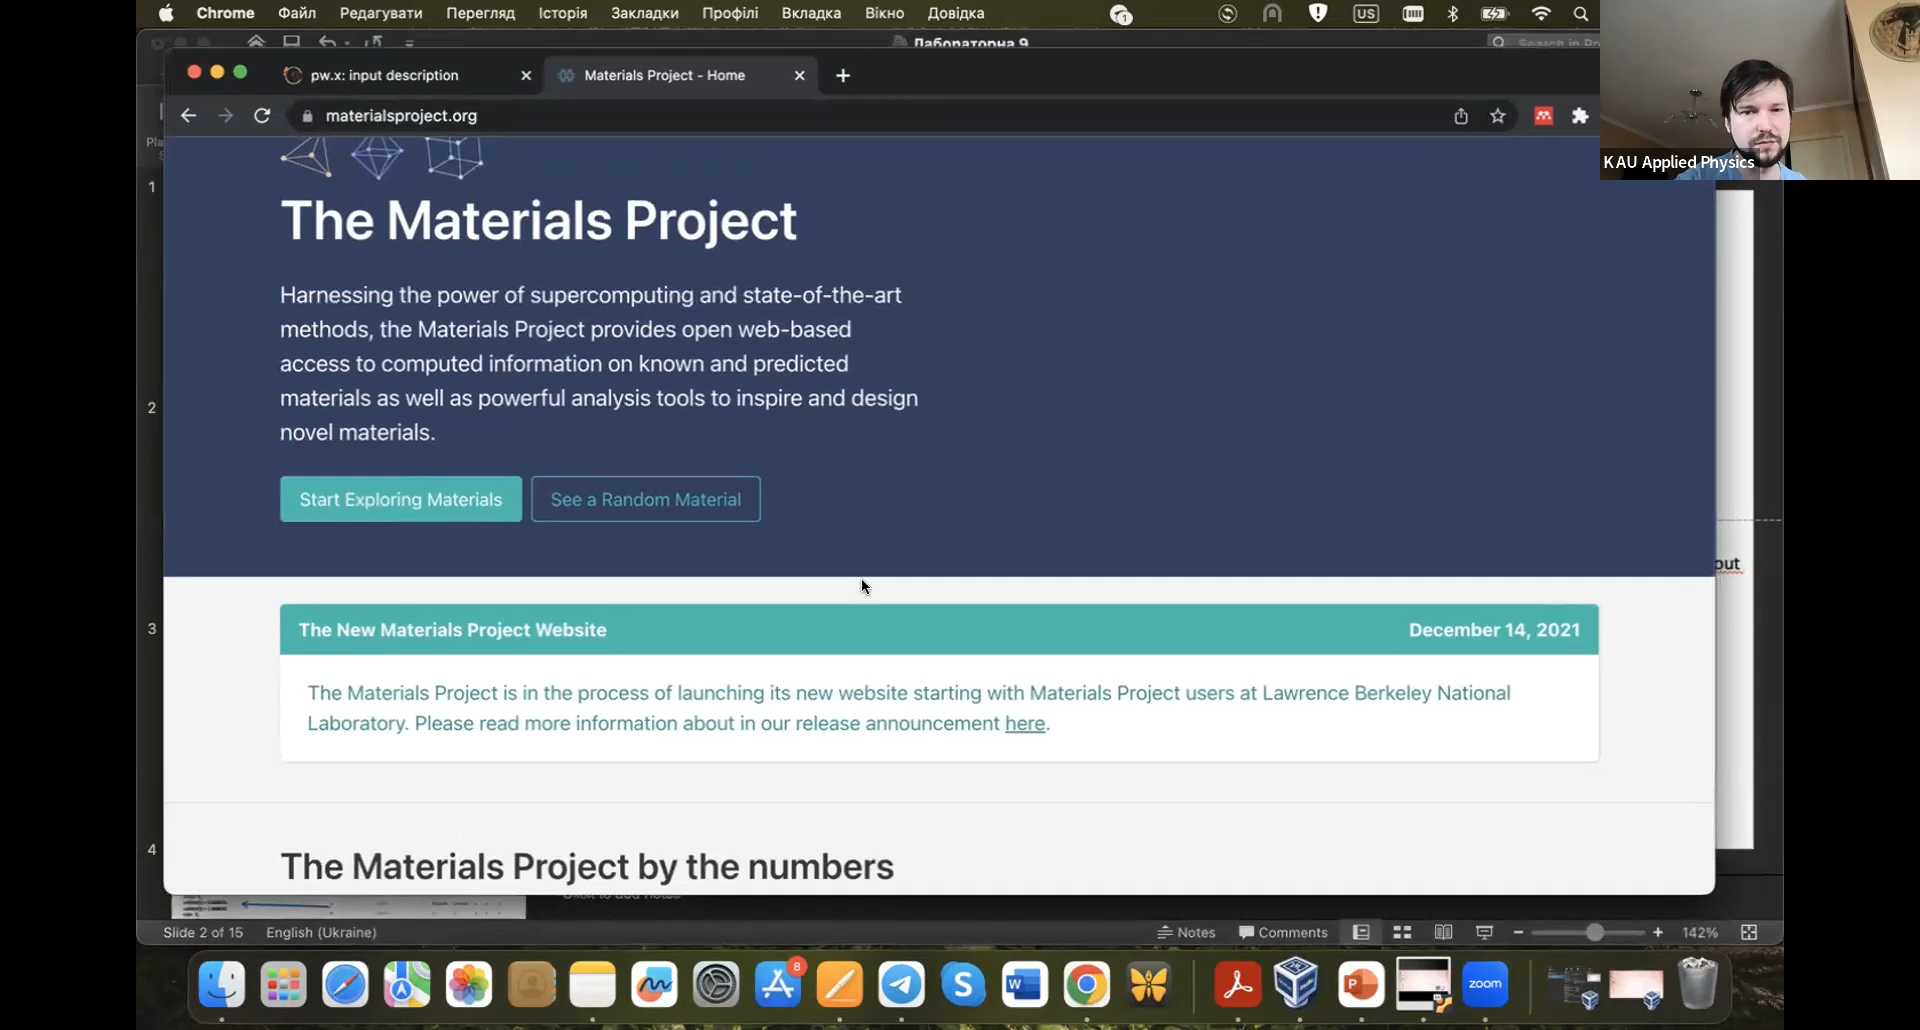 Chrome Файл Редагувати Перегляд Історія Закладки Профілі Вкладка Вікно Довідка
1
US
Лабораторна 9
Search in
pw.x: input description
Materials Project - Home
materialsproject.org
KAU Applied Physics
1
2
3
4
The Materials Project
Harnessing the power of supercomputing and state-of-the-art
methods, the Materials Project provides open web-based
access to computed information on known and predicted
materials as well as powerful analysis tools to inspire and design
novel materials.
Start Exploring Materials
See a Random Material
out
The New Materials Project Website
December 14, 2021
The Materials Project is in the process of launching its new website starting with Materials Project users at Lawrence Berkeley National
Laboratory. Please read more information about in our release announcement here.
The Materials Project by the numbers
Slide 2 of 15
English (Ukraine)
Notes
Comments
142%
8
zoom